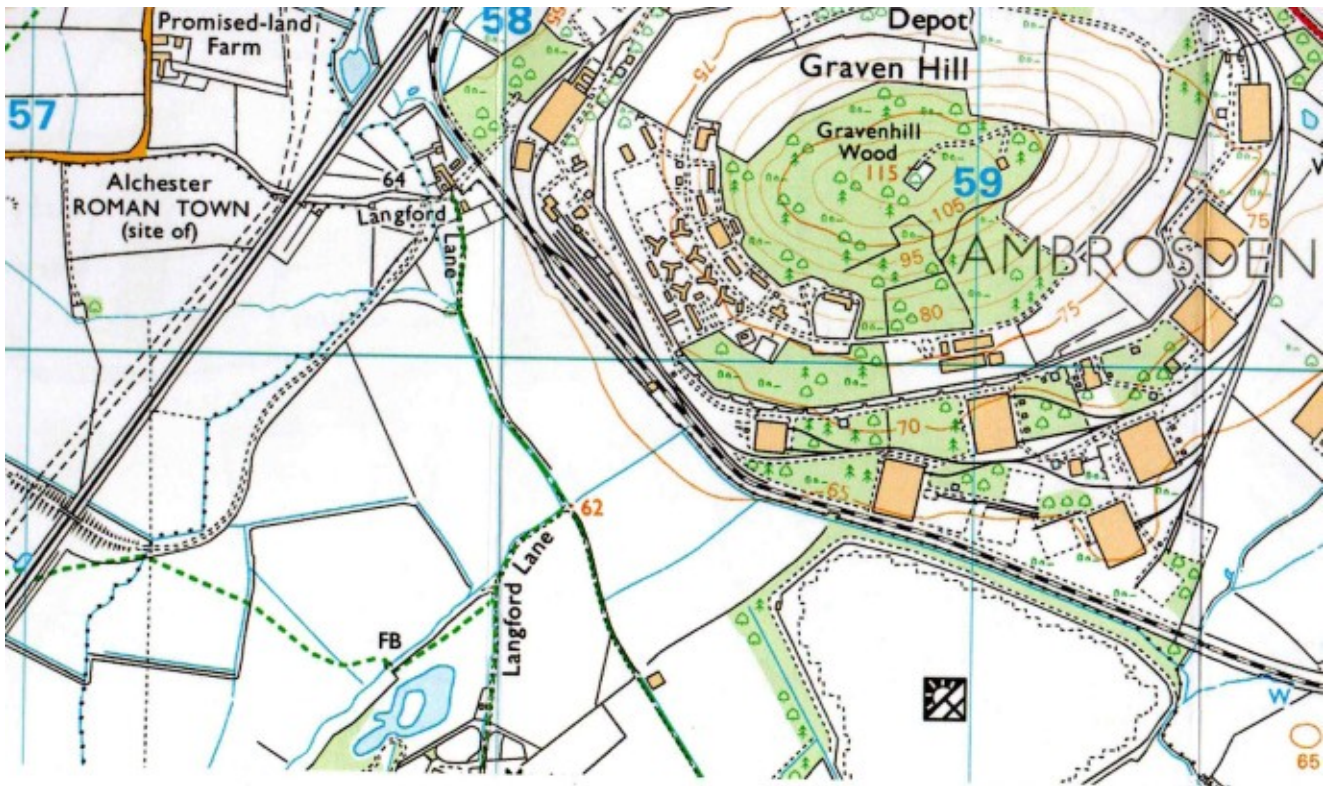 Promised-land
Farm
58
65
Depot
75
Graven Hill
57
Gravenhill
Wood
115
59
64
Alchester
ROMAN TOWN
(site of)
Langford
Lane
105
95
75
AMBROSDEN
80
75
70
65
62
Langford Lane
FB
W
65